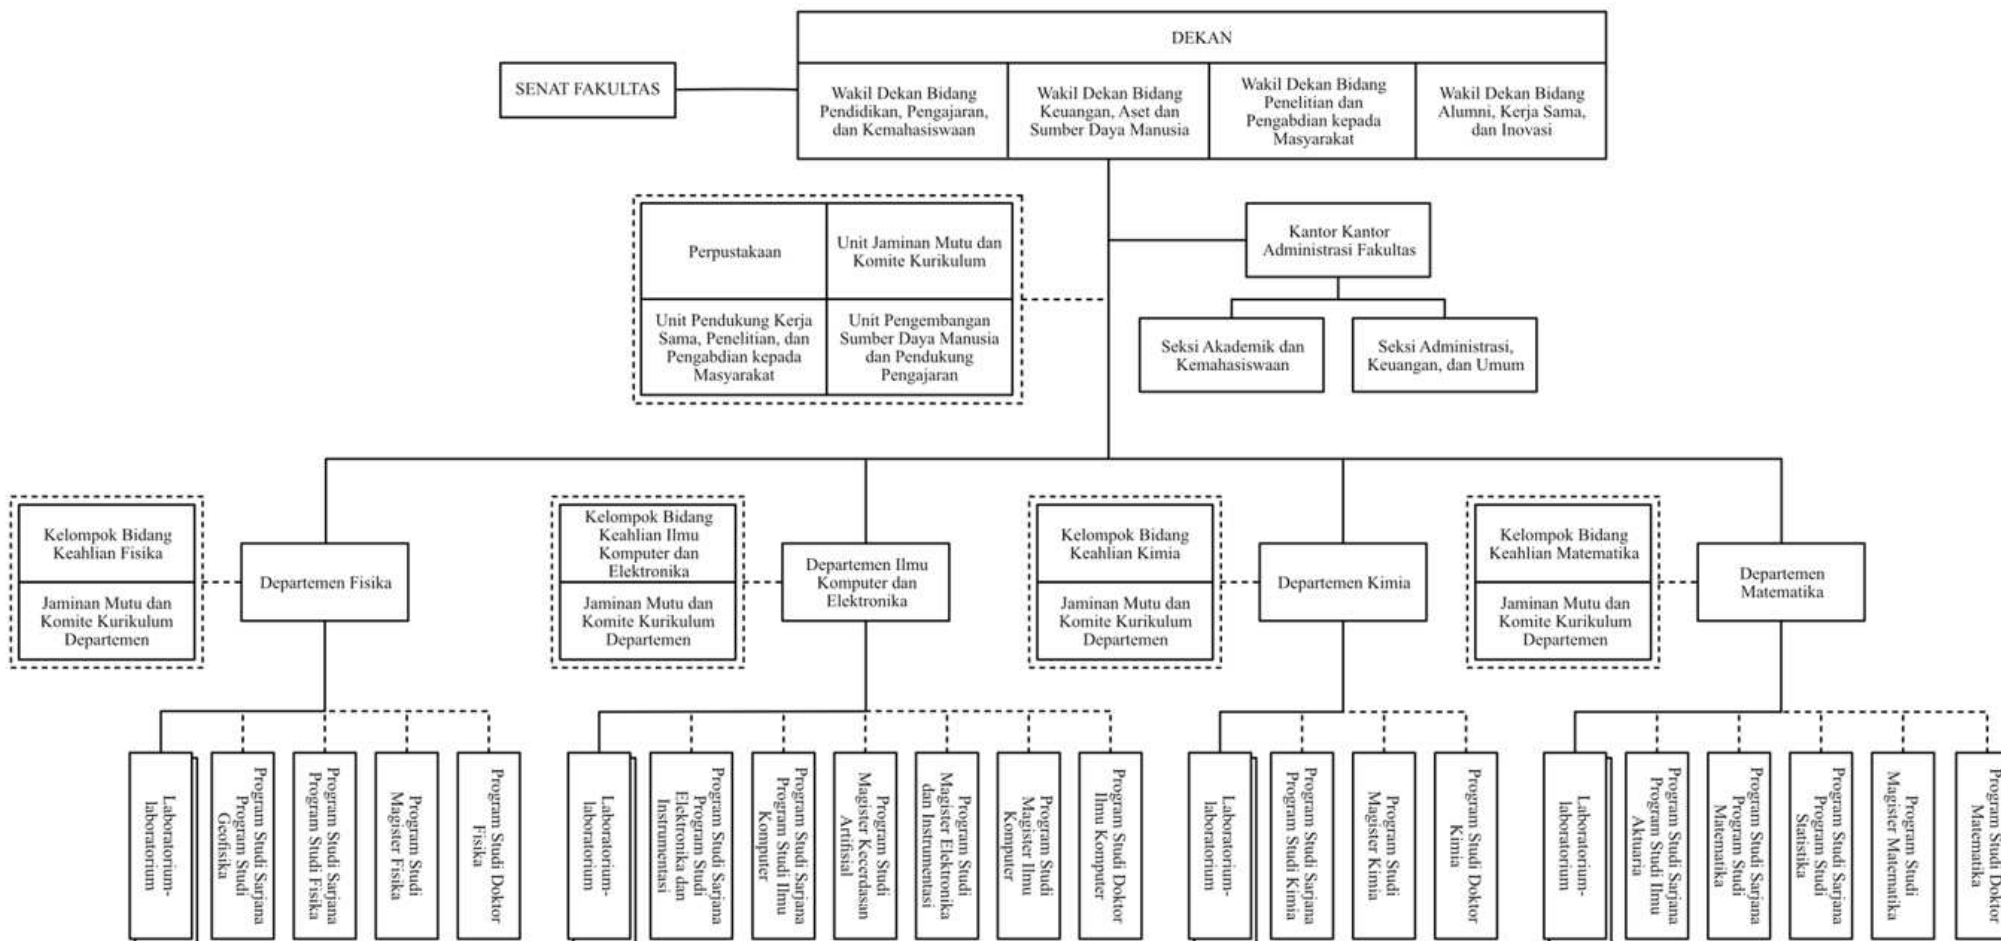 DEKAN
SENAT FAKULTAS
Wakil Dekan Bidang
Pendidikan, Pengajaran,
dan Kemahasiswaan
Wakil Dekan Bidang
Keuangan, Aset dan
Sumber Daya Manusia
Wakil Dekan Bidang
Penelitian dan
Pengabdian kepada
Masyarakat
Wakil Dekan Bidang
Alumni, Kerja Sama,
dan Inovasi
Perpustakaan
Unit Jaminan Mutu dan
Komite Kurikulum
Unit Pendukung Kerja
Sama, Penelitian, dan
Pengabdian kepada
Masyarakat
Unit Pengembangan
Sumber Daya Manusia
dan Pendukung
Pengajaran
Kantor Kantor
Administrasi Fakultas
Seksi Akademik dan
Kemahasiswaan
Seksi Administrasi,
Keuangan, dan Umum
Kelompok Bidang
Keahlian Fisika
Jaminan Mutu dan
Komite Kurikulum
Departemen
Departemen Fisika
Kelompok Bidang
Keahlian Ilmu
Komputer dan
Elektronika
Jaminan Mutu dan
Komite Kurikulum
Departemen
Departemen Ilmu
Komputer dan
Elektronika
Kelompok Bidang
Keahlian Kimia
Jaminan Mutu dan
Komite Kurikulum
Departemen
Departemen Kimia
Kelompok Bidang
Keahlian Matematika
Jaminan Mutu dan
Komite Kurikulum
Departemen
Departemen
Matematika
Laboratorium-
laboratorium
Program Studi Sarjana
Program Studi
Geofisika
Program Studi Sarjana
Program Studi Fisika
Program Studi
Magister Fisika
Program Studi Doktor
Fisika
Laboratorium-
laboratorium
Program Studi Sarjana
Program Studi
Elektronika dan
Instrumentasi
Program Studi Sarjana
Program Studi Ilmu
Komputer
Program Studi
Magister Kecerdasan
Artifisial
Program Studi
Magister Elektronika
dan Instrumentasi
Program Studi
Magister Ilmu
Komputer
Program Studi Doktor
Ilmu Komputer
Laboratorium-
laboratorium
Program Studi Sarjana
Program Studi Kimia
Program Studi
Magister Kimia
Program Studi Doktor
Kimia
Laboratorium-
laboratorium
Program Studi Sarjana
Program Studi Ilmu
Aktuaria
Program Studi Sarjana
Program Studi
Matematika
Program Studi Sarjana
Program Studi
Statistika
Program Studi
Magister Matematika
Program Studi Doktor
Matematika